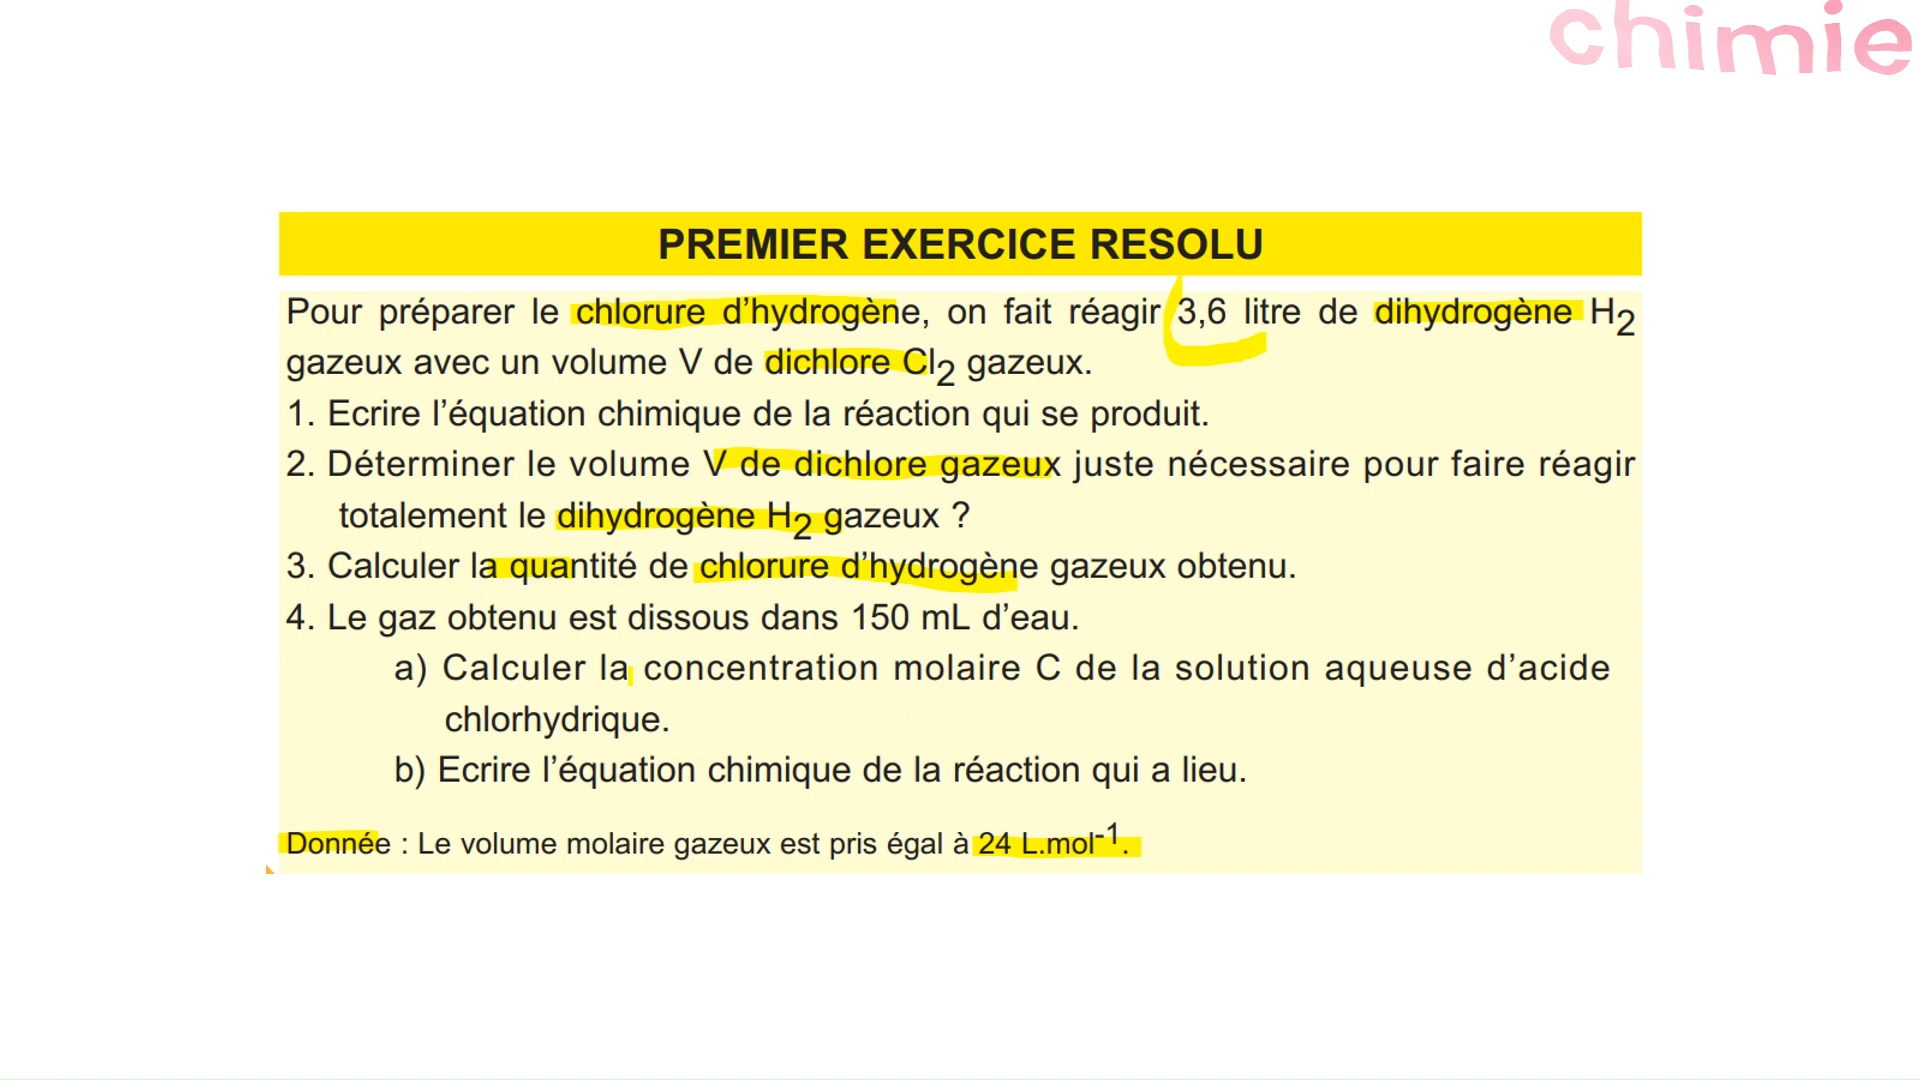 chimie
PREMIER EXERCICE RESOLU
Pour préparer le chlorure d’hydrogène, on fait réagir 3,6 litre de dihydrogène H2
gazeux avec un volume V de dichlore Cl2 gazeux.
1. Ecrire l’équation chimique de la réaction qui se produit.
2. Déterminer le volume V de dichlore gazeux juste nécessaire pour faire réagir
totalement le dihydrogène H2 gazeux ?
3. Calculer la quantité de chlorure d’hydrogène gazeux obtenu.
4. Le gaz obtenu est dissous dans 150 mL d’eau.
a) Calculer la concentration molaire C de la solution aqueuse d’acide
chlorhydrique.
b) Ecrire l’équation chimique de la réaction qui a lieu.
Donnée : Le volume molaire gazeux est pris égal à 24 L.mol-1.